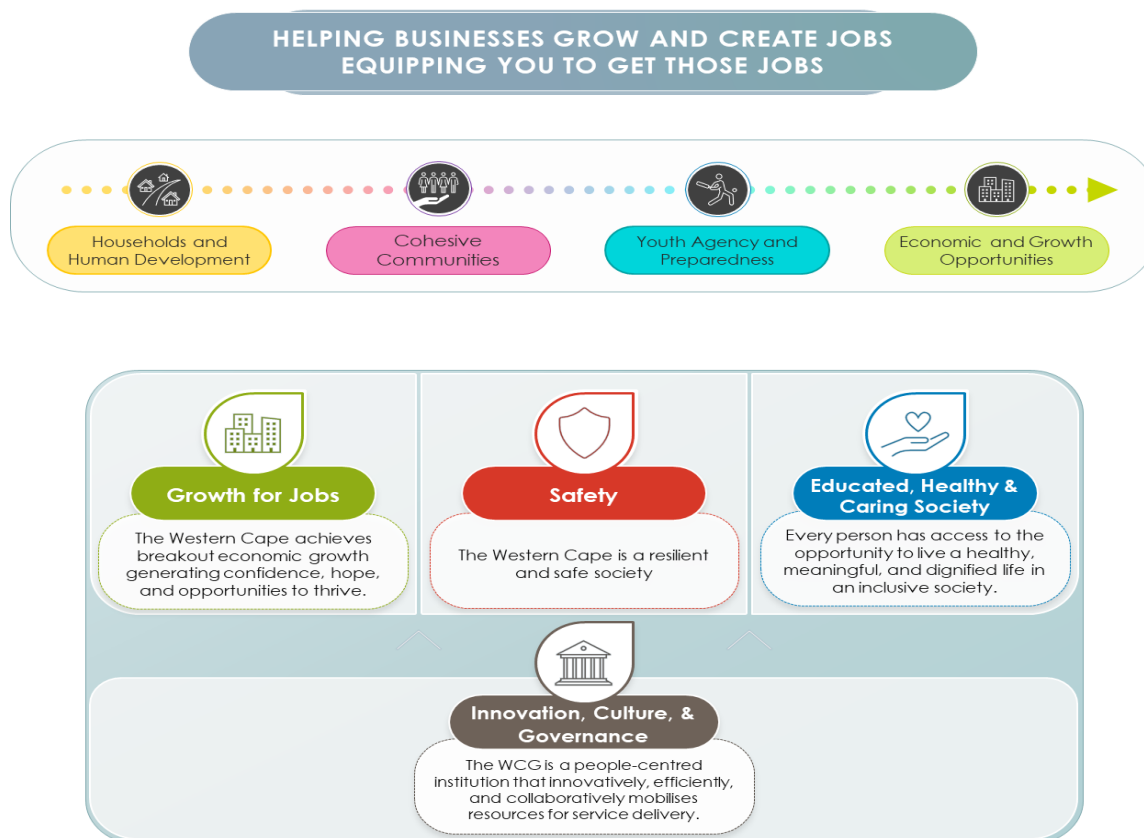 HELPING BUSINESSES GROW AND CREATE JOBS
EQUIPPING YOU TO GET THOSE JOBS
Households and
Human Development
Cohesive
Communities
Youth Agency and
Preparedness
Economic and Growth
Opportunities
Growth for Jobs
The Western Cape achieves
breakout economic growth
generating confidence, hope,
and opportunities to thrive.
Safety
The Western Cape is a resilient
and safe society
Educated, Healthy &
Caring Society
Every person has access to the
opportunity to live a healthy,
meaningful, and dignified life in
an inclusive society.
Innovation, Culture, &
Governance
The WCG is a people-centred
institution that innovatively, efficiently,
and collaboratively mobilises
resources for service delivery.